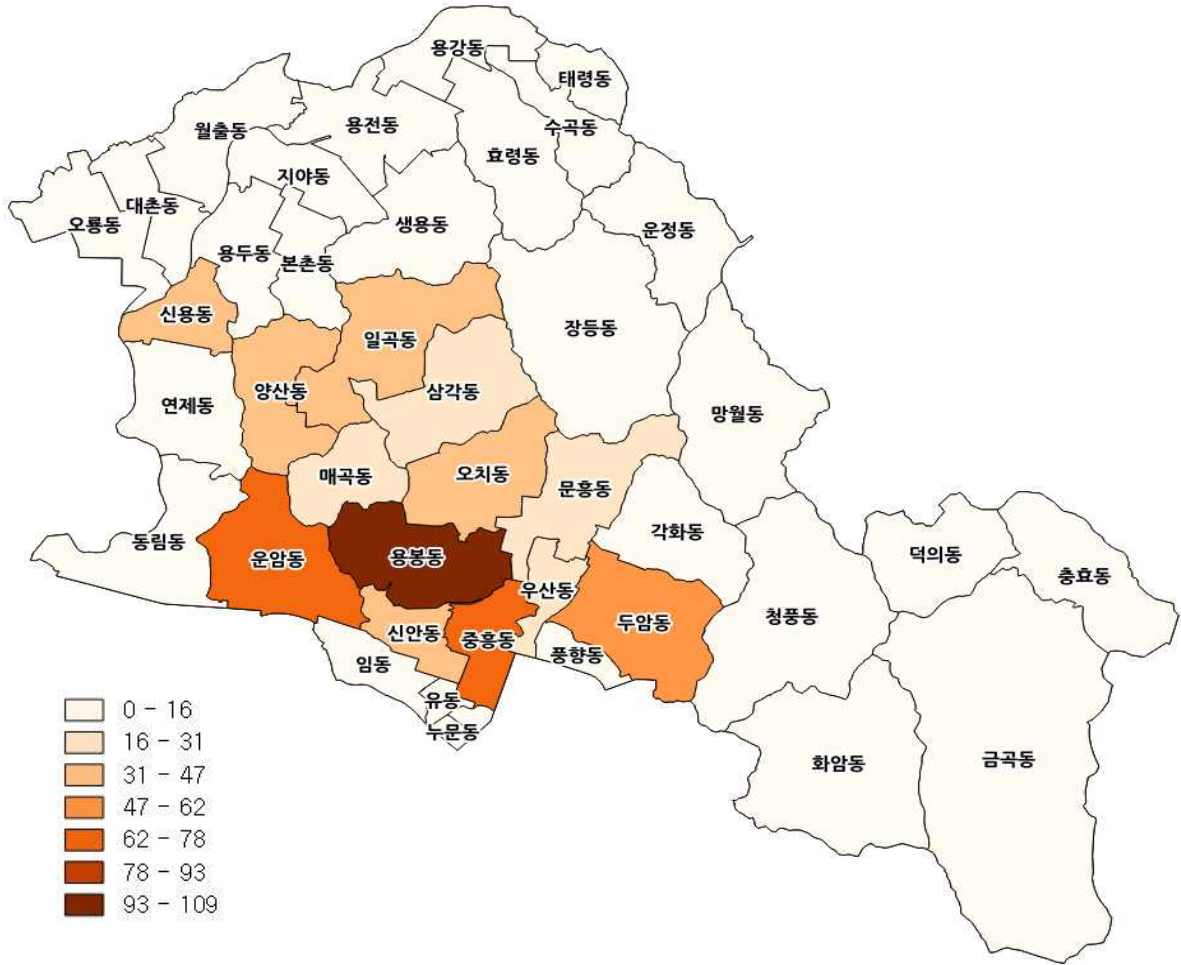 용강동
태령동
월출동
용전동
수곡동
효령동
지야동
대촌동
오룡동
생용동
운정동
용두동
본촌동
신용동
장등동
일곡동
양산동
삼각동
연제동
망월동
매곡동
오치동
문흥동
각화동
동림동
운암동
용봉동
덕의동
충효동
우산동
청풍동
두암동
신안동
중흥동
풍향동
임동
유동
누문동
화암동
금곡동
0 - 16
16 - 31
31 - 47
47 - 62
62 - 78
78 - 93
93 - 109